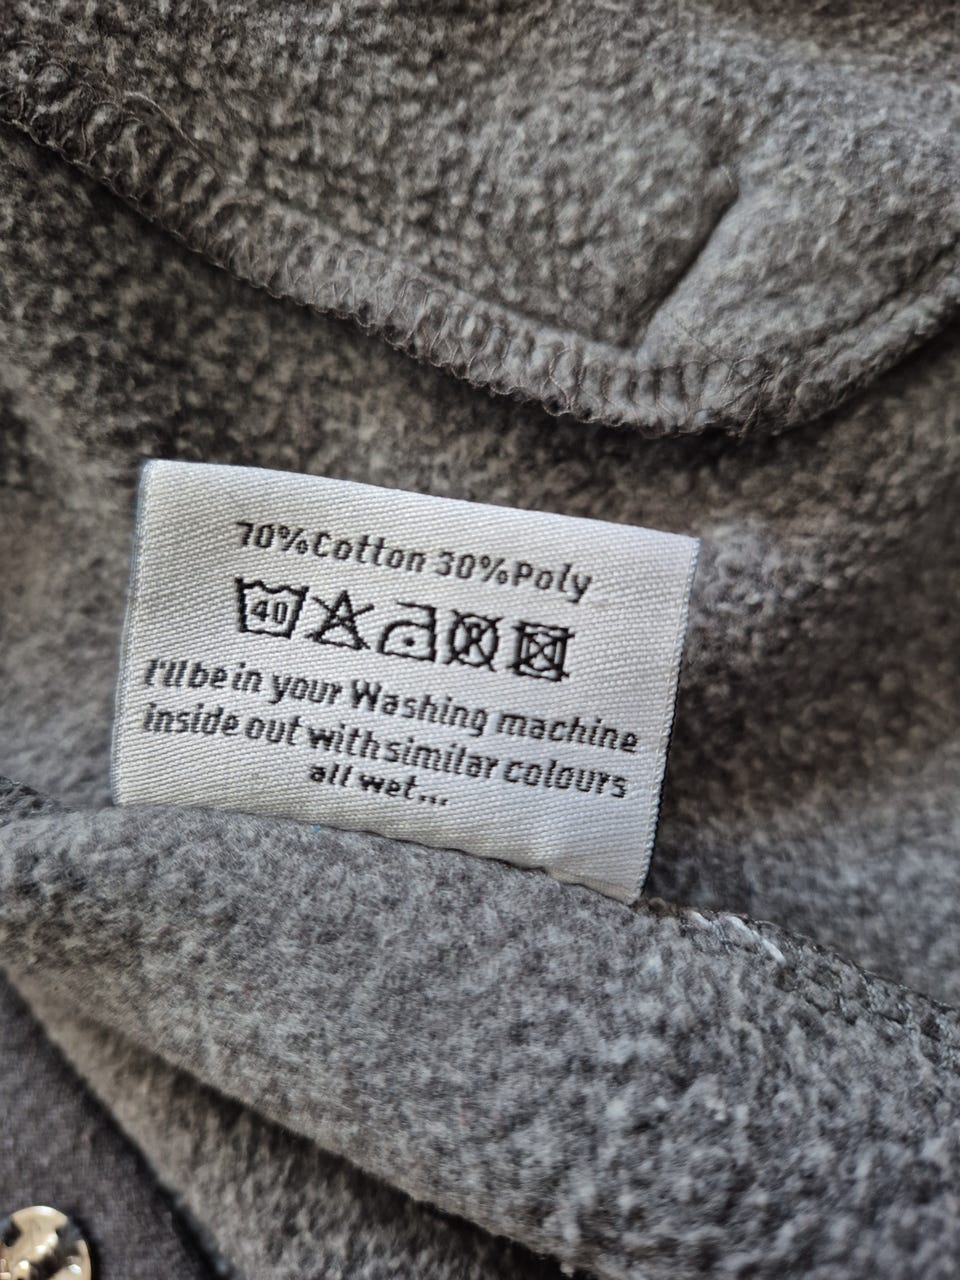 70%Cotton 30%Poly
40
I'll be in your Washing machine
inside out with similar colours
all wet...